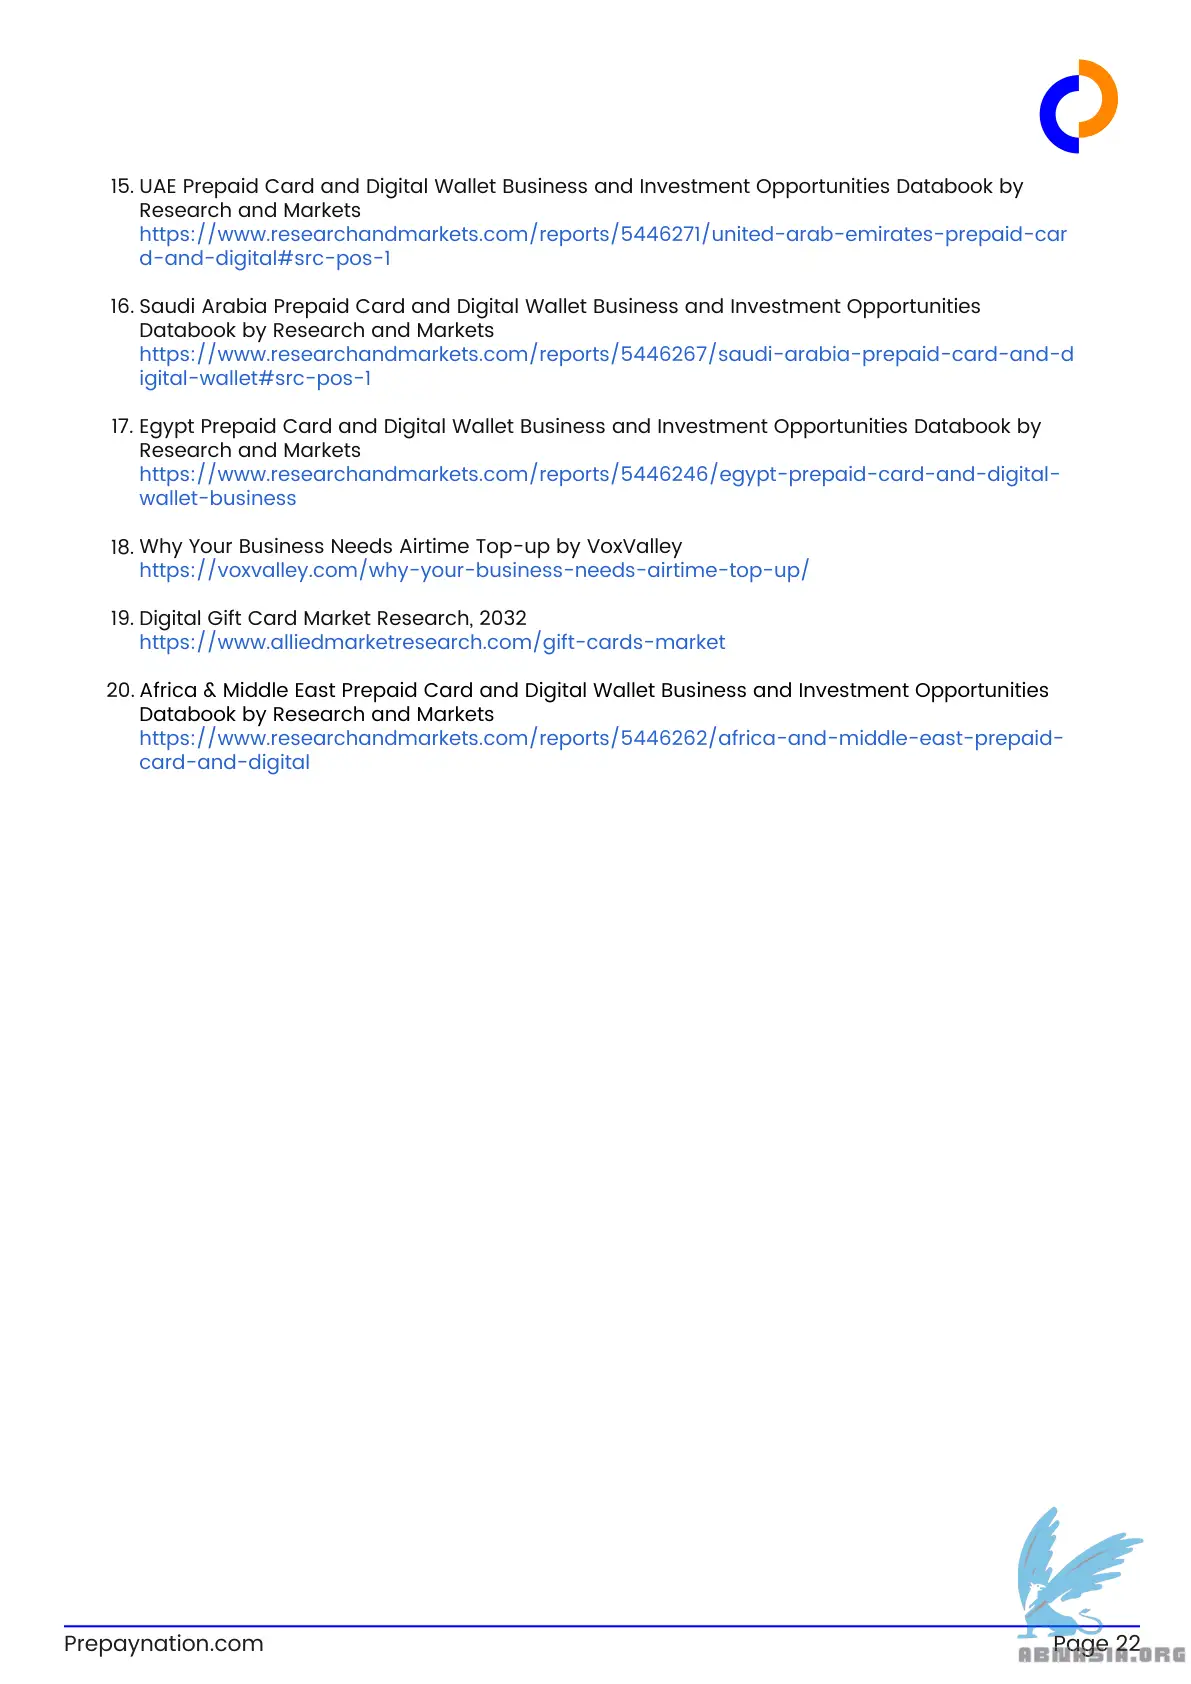 15. UAE Prepaid Card and Digital Wallet Business and Investment Opportunities Databook by
Research and Markets
https://www.researchandmarkets.com/reports/5446271/united-arab-emirates-prepaid-car
d-and-digital#src-pos-1
16. Saudi Arabia Prepaid Card and Digital Wallet Business and Investment Opportunities
Databook by Research and Markets
https://www.researchandmarkets.com/reports/5446267/saudi-arabia-prepaid-card-and-d
igital-wallet#src-pos-1
17. Egypt Prepaid Card and Digital Wallet Business and Investment Opportunities Databook by
Research and Markets
https://www.researchandmarkets.com/reports/5446246/egypt-prepaid-card-and-digital-
wallet-business
18. Why Your Business Needs Airtime Top-up by VoxValley
https://voxvalley.com/why-your-business-needs-airtime-top-up/
19. Digital Gift Card Market Research, 2032
https://www.alliedmarketresearch.com/gift-cards-market
20. Africa & Middle East Prepaid Card and Digital Wallet Business and Investment Opportunities
Databook by Research and Markets
https://www.researchandmarkets.com/reports/5446262/africa-and-middle-east-prepaid-
card-and-digital
Prepaynation.com
Page 22
ABINASIA.ORG